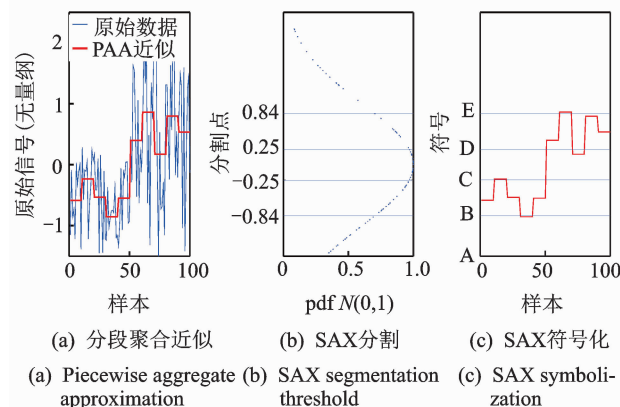 原始数据
PAA近似
2
1
0
−1
原始信号(无量纲)
0
50
100
样本
0.84
0.25
−0.25
−0.84
分割点
0
0.5
1.0
pdf N(0,1)
E
D
C
B
A
符号
0
50
100
样本
(a) 分段聚合近似
(b) SAX分割
(c) SAX符号化
(a) Piecewise aggregate approximation
(b) SAX segmentation threshold
(c) SAX symboli-
zation